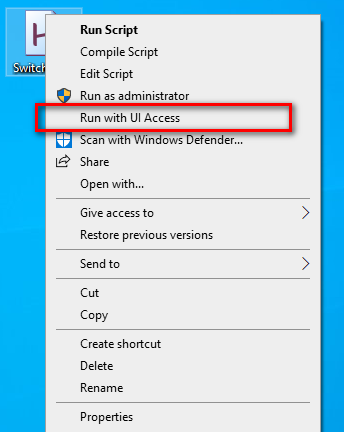 Switch
Run Script
Compile Script
Edit Script
Run as administrator
Run with UI Access
Scan with Windows Defender...
Share
Open with...
Give access to
Restore previous versions
Send to
Cut
Copy
Create shortcut
Delete
Rename
Properties